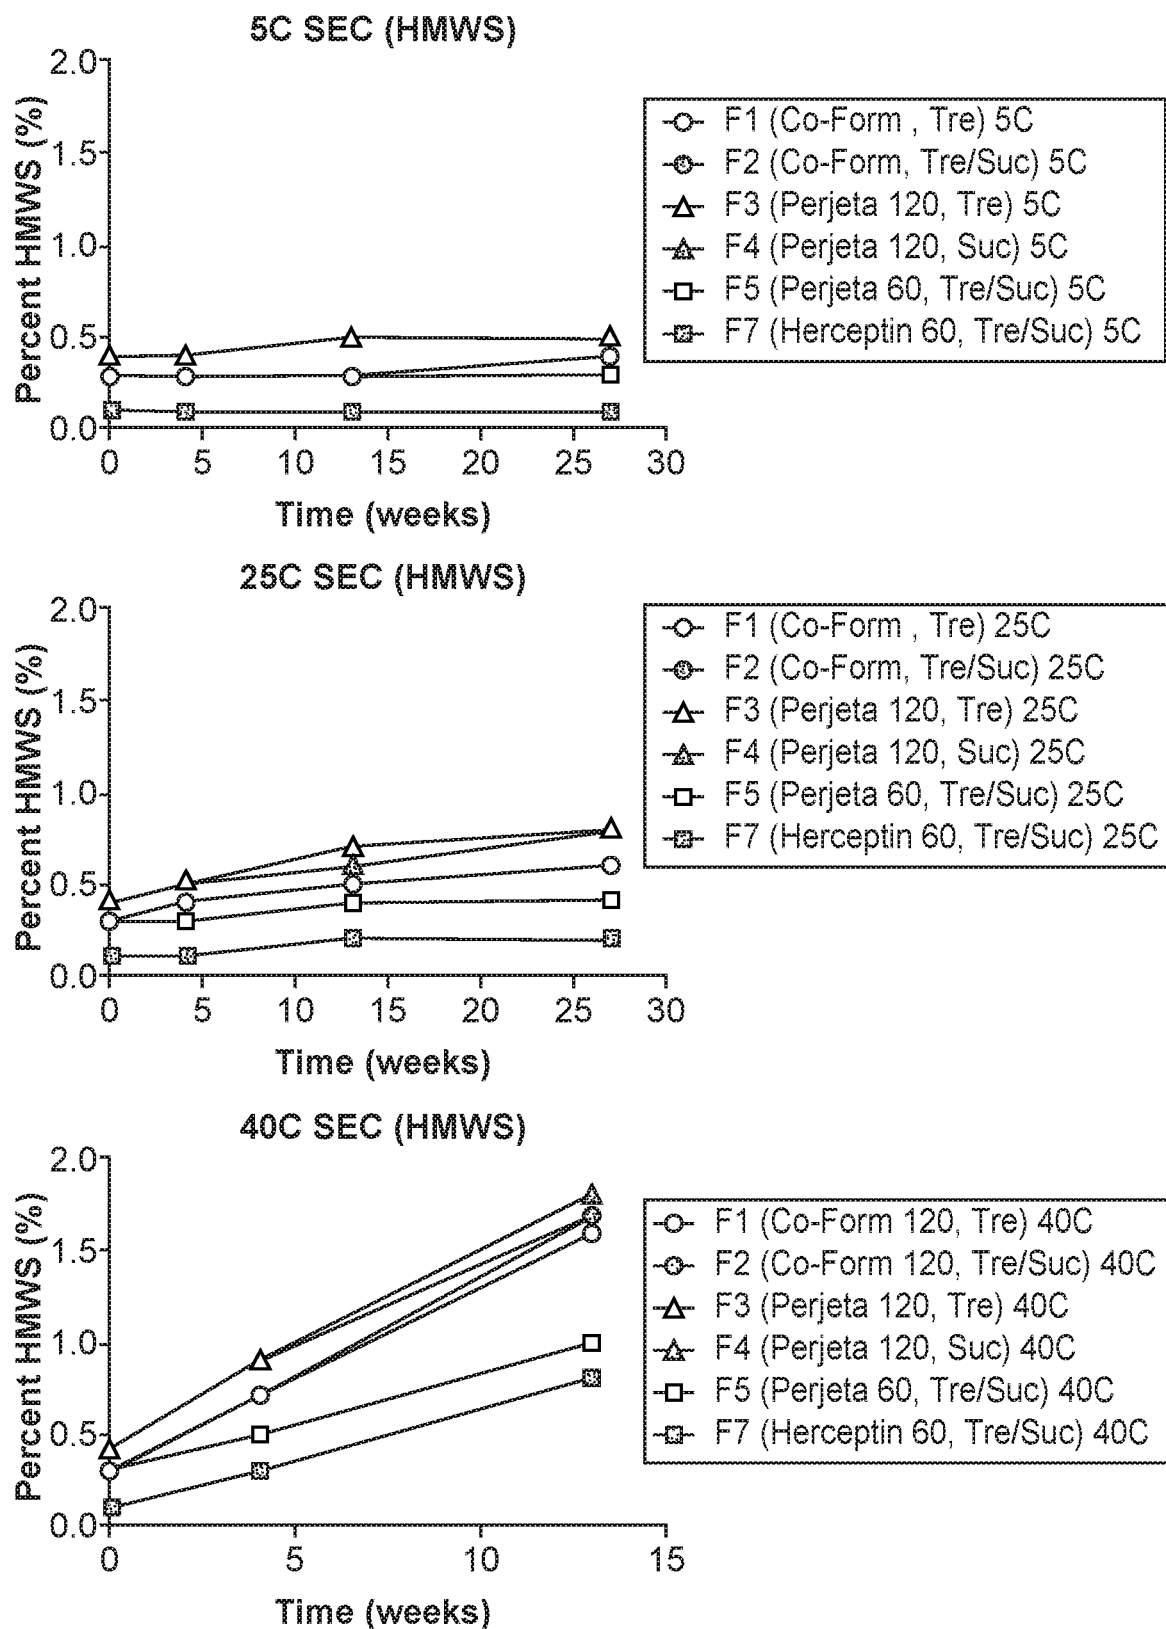 5C SEC (HMWS)
Percent HMWS (%)
2.0
1.5
1.0
0.5
0.0
0 5 10 15 20 25 30
Time (weeks)
F1 (Co-Form , Tre) 5C
F2 (Co-Form, Tre/Suc) 5C
F3 (Perjeta 120, Tre) 5C
F4 (Perjeta 120, Suc) 5C
F5 (Perjeta 60, Tre/Suc) 5C
F7 (Herceptin 60, Tre/Suc) 5C
25C SEC (HMWS)
Percent HMWS (%)
2.0
1.5
1.0
0.5
0.0
0 5 10 15 20 25 30
Time (weeks)
F1 (Co-Form , Tre) 25C
F2 (Co-Form, Tre/Suc) 25C
F3 (Perjeta 120, Tre) 25C
F4 (Perjeta 120, Suc) 25C
F5 (Perjeta 60, Tre/Suc) 25C
F7 (Herceptin 60, Tre/Suc) 25C
40C SEC (HMWS)
Percent HMWS (%)
2.0
1.5
1.0
0.5
0.0
0 5 10 15
Time (weeks)
F1 (Co-Form 120, Tre) 40C
F2 (Co-Form 120, Tre/Suc) 40C
F3 (Perjeta 120, Tre) 40C
F4 (Perjeta 120, Suc) 40C
F5 (Perjeta 60, Tre/Suc) 40C
F7 (Herceptin 60, Tre/Suc) 40C